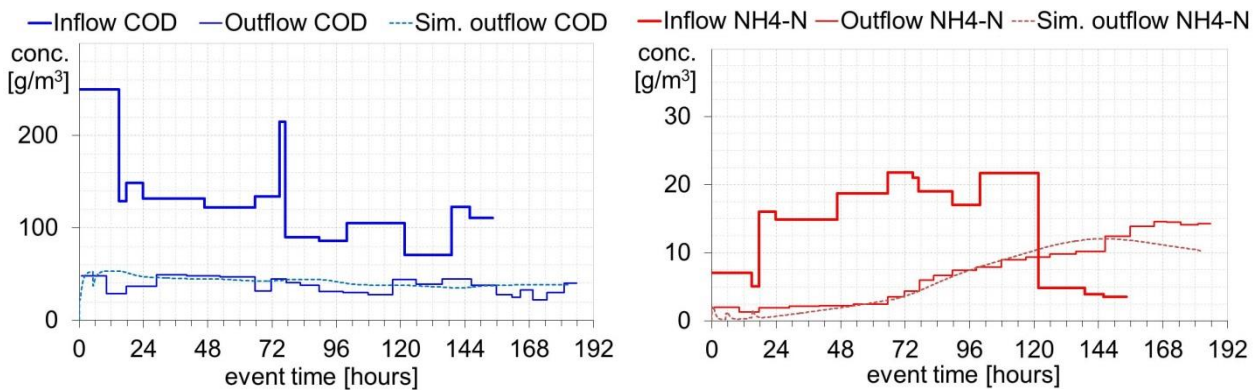 Inflow COD Outflow COD Sim. outflow COD
conc.
[g/m³]
200
100
0
0 24 48 72 96 120 144 168 192
event time [hours]
Inflow NH4-N Outflow NH4-N Sim. outflow NH4-N
conc.
[g/m³]
30
20
10
0
0 24 48 72 96 120 144 168 192
event time [hours]